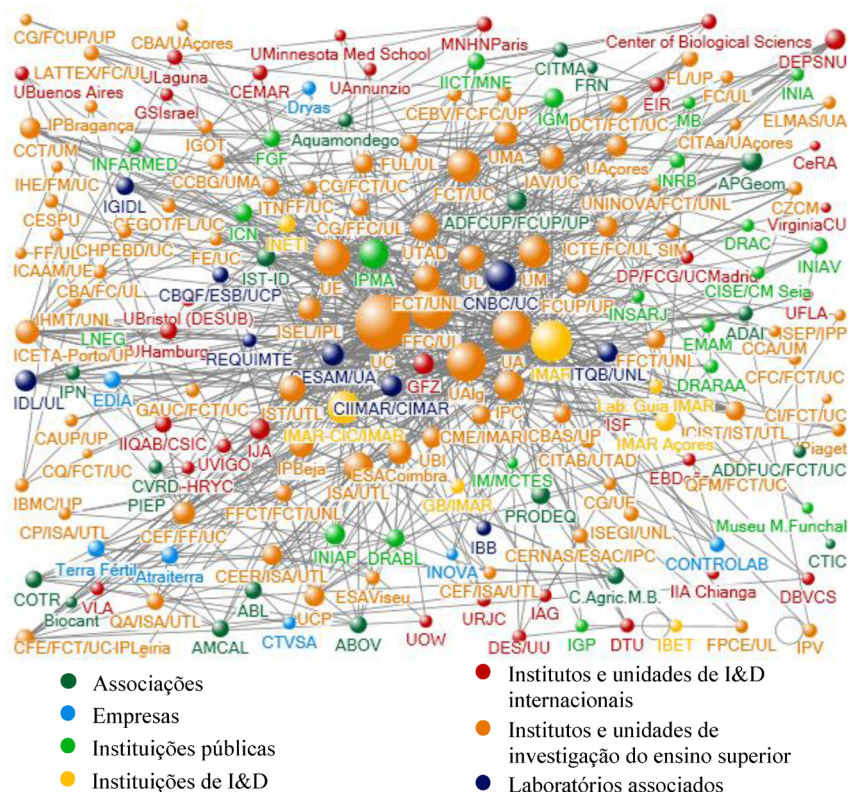 CG/FCUP/UP
CBA/UAçores
UMinnesota Med School
MNHNParis
Center of Biological Sciencs
DEPSNU
LATTEX/FC/UL
ULaguna
CITMA
UBuenos Aires
CEMAR
UAnnunzio
IICT/MNE
FRN
FL/UP
INIA
GSIsrael
Dryas
CEBV/FCFC/UP
IGM
EIR
MB
FC/UL
ELMAS/UA
IPBragança
IGOT
Aquamondego
DCT/FCT/UC
CITAa/UAçores
CCT/UM
INFARMED
FGF
FUL/UL
UMA
IAV/UC
UAçores
INRB
CeRA
IHE/FM/UC
CCBG/UMA
CG/FCT/UC
FCT/UC
APGeom
IGIDL
ITNFF/UC
UNINOVA/FCT/UNL
CZCM
CESPU
EGOT/FL/UC
ICN
INETI
CG/FFC/UL
ADFCUP/FCUP/UP
VirginiaCU
CHPEBD/UC
FE/UC
UTAD
ICTE/FC/UL
SIM
DRAC
FF/UL
ICAAM/UE
IST-ID
UE
IPMA
UL
UM
DP/FCG/UCMadrid
INIAV
CBA/FC/UL
CBQF/ESB/UCP
FCT/UNL
CNBC/UC
FCUP/UP
CISE/CM Seia
IHMT/UNL
UBristol (DESUB)
ISEL/IPL
INSARJ
ADAI
UFLA
LNEG
UHamburg
REQUIMTE
FFC/UL
EMAM
ISEP/IPP
ICETA-Porto/UP
CESAM/UA
UC
UA
IMAR
ITQB/UNL
FFCT/UNL
CCA/UM
IDL/UL
IPN
EDIA
GFZ
DRARAA
CFC/FCT/UC
GAUC/FCT/UC
IST/UTL
CIIMAR/CIMAR
UAlg
IPC
Lab. Guia IMAR
CI/FCT/UC
CAUP/UP
IIQAB/CSIC
IJA
IMAR-CIC/IMAR
CME/IMAR
ICBAS/UP
ISF
ICIST/IST/UTL
IMAR Açores
IPiaget
CQ/FCT/UC
UVIGO
IPBeja
UBI
CITAB/UTAD
ADDFUC/FCT/UC
IBMC/UP
CVRD
-HRYC
ESACoimbra
IM/MCTES
QFM/FCT/UC
PIEP
ISA/UTL
GB/IMAR
PRODEQ
CG/UE
CP/ISA/UTL
CEF/FF/UC
FFCT/FCT/UNL
ISEGI/UNL
Museu M.Funchal
Terra Fértil
Atraiterra
INIAP
DRABL
IBB
CERNAS/ESAC/IPC
CONTROLAB
CTIC
CEER/ISA/UTL
INOVA
COTR
VLA
ESAViseu
CEF/ISA/UTL
C.Agric.M.B.
IIA Chianga
DBVCS
Biocant
QA/ISA/UTL
ABL
UCP
URJC
IAG
CFE/FCT/UC
IPLeiria
AMCAL
CTVSA
ABOV
UOW
DES/UU
IGP
DTU
IBET
FPCE/UL
IPV
Associações
Empresas
Instituições públicas
Instituições de I&D
Institutos e unidades de I&D
internacionais
Institutos e unidades de
investigação do ensino superior
Laboratórios associados